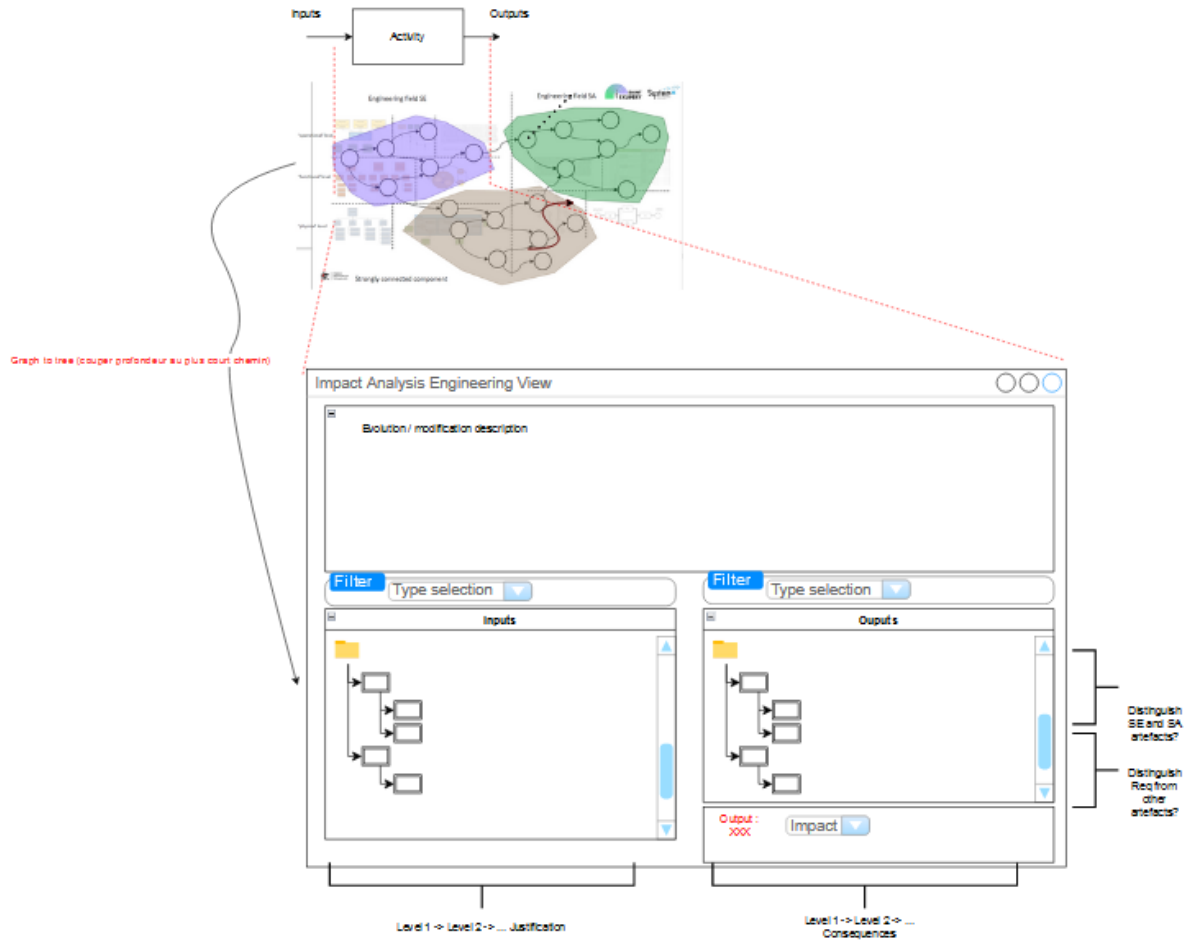 Inputs
Outputs
Activity
Engineering field SE
Engineering field SA
System
Strongly connected component
Graph to tree (couper profondeur au plus court chemin)
Impact Analysis Engineering View
Evolution / modification description
Filter
Type selection
Filter
Type selection
Inputs
Ouputs
Distinguish
SE and SA
artefacts?
Distinguish
Req from
other
artefacts?
Output :
XXX
Impact
Level 1 -> Level 2 -> ... Justification
Level 1 -> Level 2 -> ...
Consequences